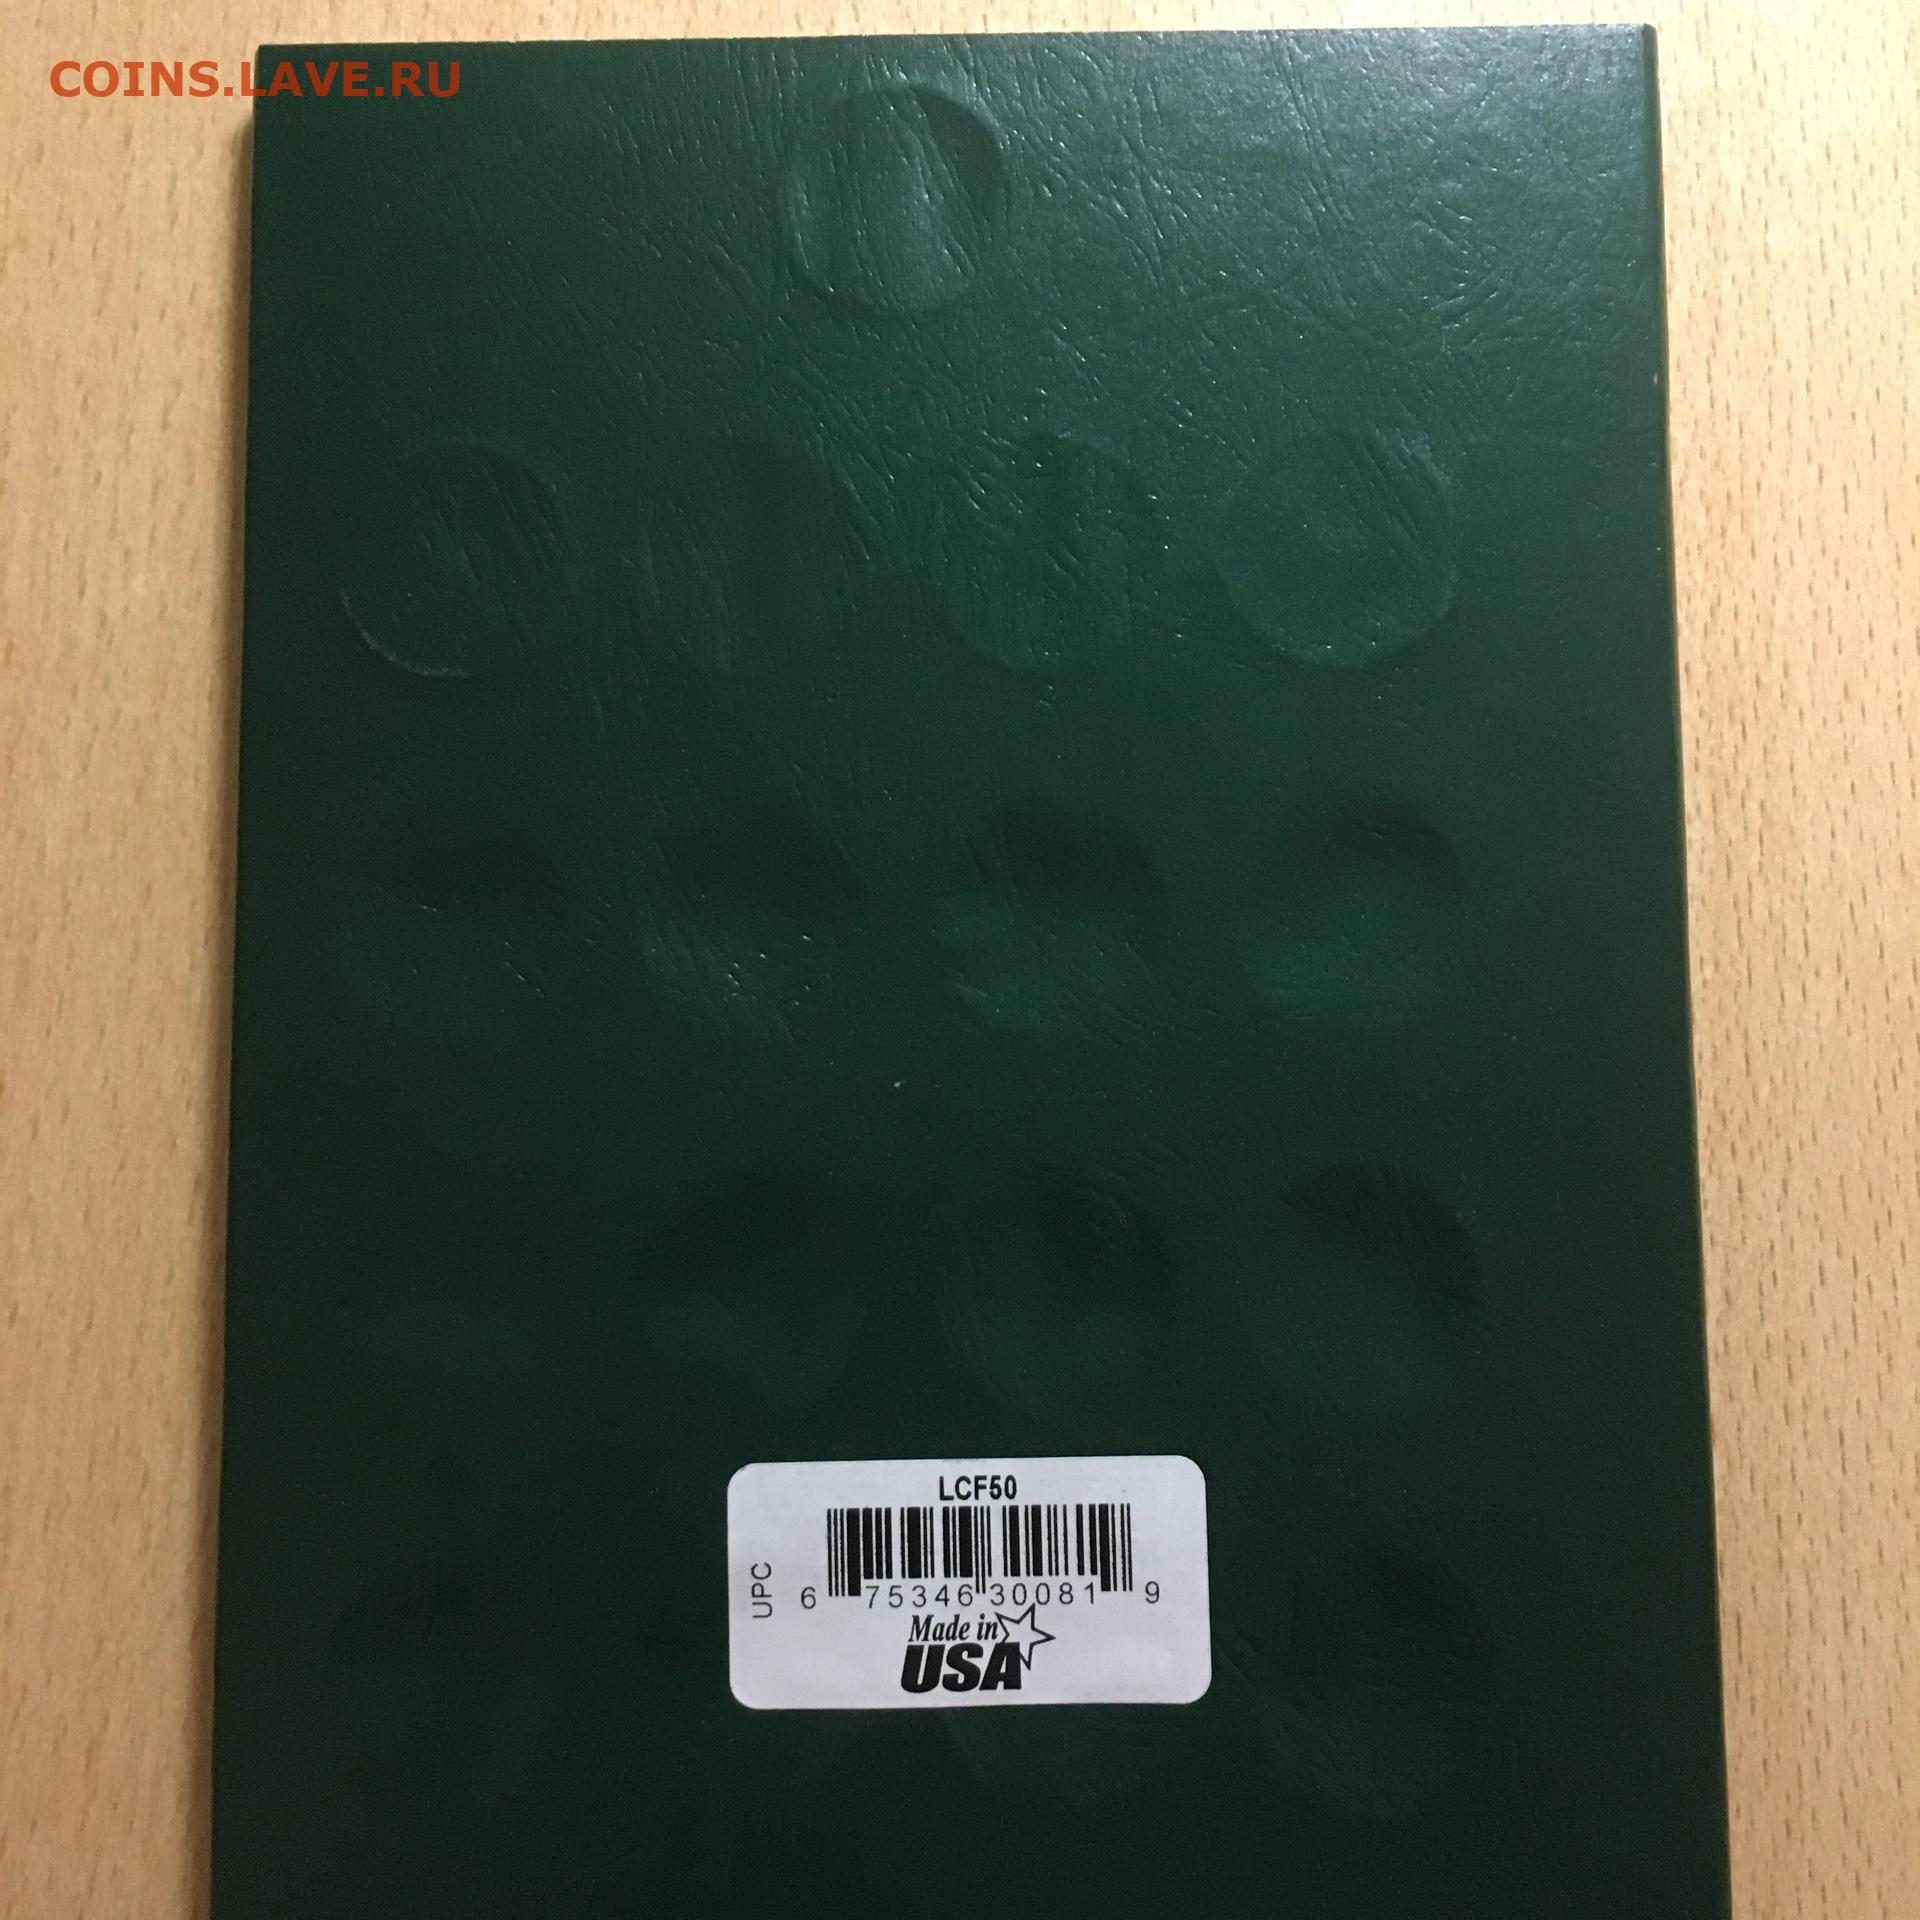 COINS.LAVE.RU
LCF50
UPC
6 75346 30081 9
Made in
USA